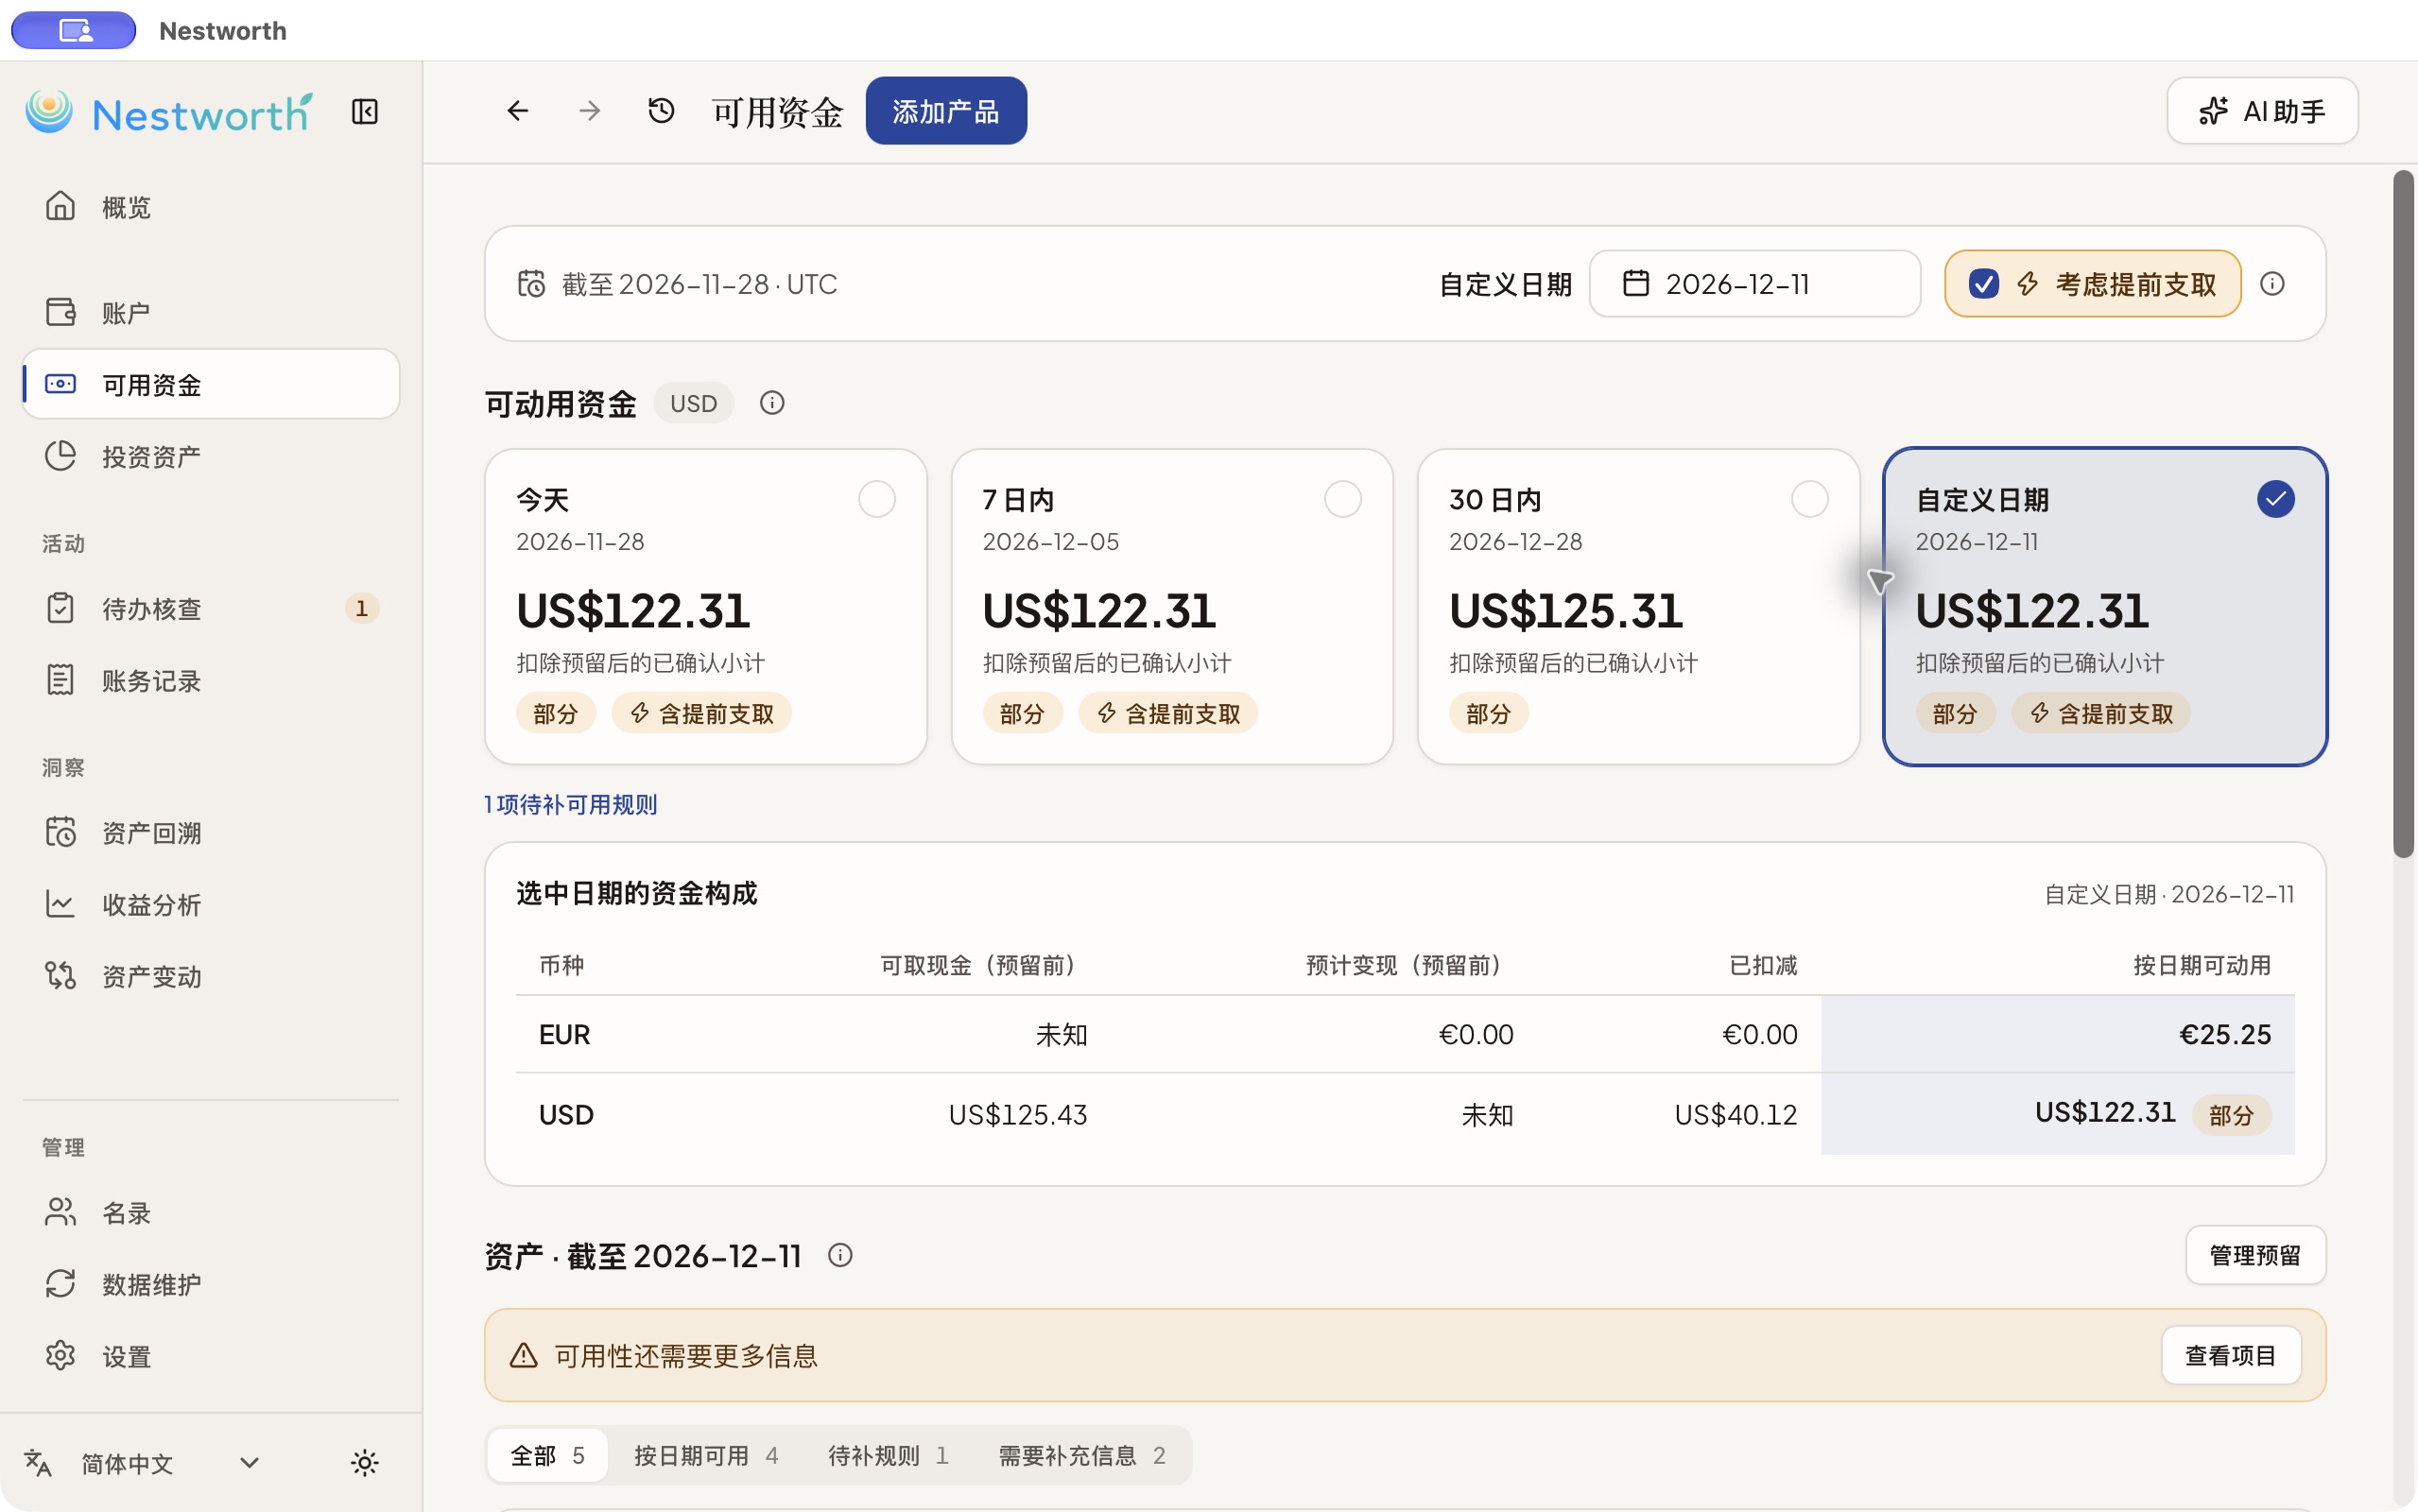 Nestworth
Nestworth
可用资金
添加产品
AI 助手
概览
账户
可用资金
投资资产
活动
待办核查
1
账务记录
洞察
资产回溯
收益分析
资产变动
管理
名录
数据维护
设置
简体中文
截至 2026-11-28 · UTC
自定义日期
2026-12-11
考虑提前支取
可动用资金
USD
今天
2026-11-28
US$122.31
扣除预留后的已确认小计
部分
含提前支取
7 日内
2026-12-05
US$122.31
扣除预留后的已确认小计
部分
含提前支取
30 日内
2026-12-28
US$125.31
扣除预留后的已确认小计
部分
自定义日期
2026-12-11
US$122.31
扣除预留后的已确认小计
部分
含提前支取
1 项待补可用规则
选中日期的资金构成
自定义日期 · 2026-12-11
币种 可取现金（预留前） 预计变现（预留前） 已扣减 按日期可动用
EUR 未知 €0.00 €0.00 €25.25
USD US$125.43 未知 US$40.12 US$122.31 部分
资产 · 截至 2026-12-11
管理预留
可用性还需要更多信息
查看项目
全部 5 按日期可用 4 待补规则 1 需要补充信息 2